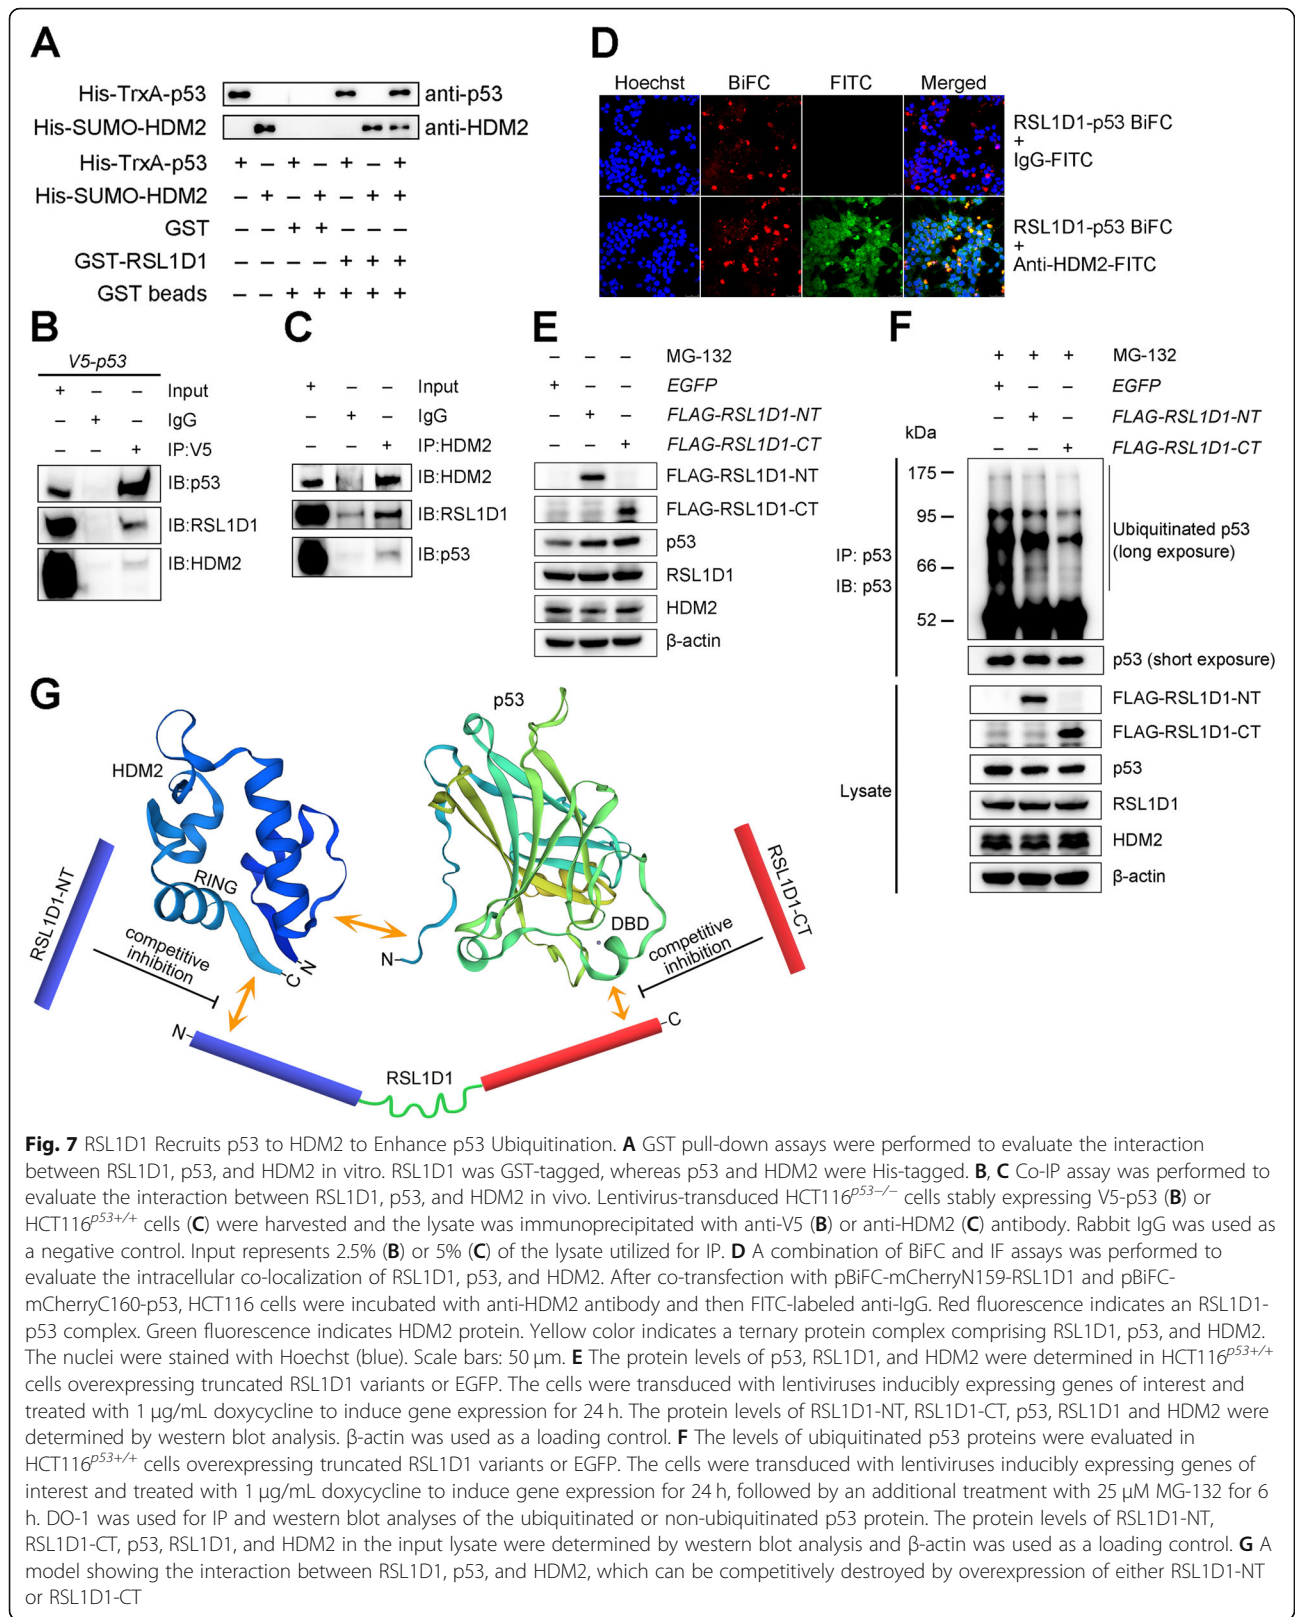 A
His-TrxA-p53 anti-p53
His-SUMO-HDM2 anti-HDM2
His-TrxA-p53 + – + – + – +
His-SUMO-HDM2 – + – + – + +
GST – – + + – – –
GST-RSL1D1 – – – – + + +
GST beads – – + + + + +
D
Hoechst BiFC FITC Merged
RSL1D1-p53 BiFC
+
IgG-FITC
RSL1D1-p53 BiFC
+
Anti-HDM2-FITC
B
V5-p53
+ – – Input
– + – IgG
– – + IP:V5
IB:p53
IB:RSL1D1
IB:HDM2
C
+ – – Input
– + – IgG
– – + IP:HDM2
IB:HDM2
IB:RSL1D1
IB:p53
E
– – – MG-132
+ – – EGFP
– + – FLAG-RSL1D1-NT
– – + FLAG-RSL1D1-CT
FLAG-RSL1D1-NT
FLAG-RSL1D1-CT
p53
RSL1D1
HDM2
β-actin
F
+ + + MG-132
+ – – EGFP
– + – FLAG-RSL1D1-NT
– – + FLAG-RSL1D1-CT
kDa
175
95
66
52
IP: p53
IB: p53
Ubiquitinated p53
(long exposure)
p53 (short exposure)
Lysate
FLAG-RSL1D1-NT
FLAG-RSL1D1-CT
p53
RSL1D1
HDM2
β-actin
G
HDM2
RING
N
C
p53
N
DBD
RSL1D1-NT
competitive
inhibition
RSL1D1-CT
competitive
inhibition
N
RSL1D1
C
Fig. 7 RSL1D1 Recruits p53 to HDM2 to Enhance p53 Ubiquitination. A GST pull-down assays were performed to evaluate the interaction
between RSL1D1, p53, and HDM2 in vitro. RSL1D1 was GST-tagged, whereas p53 and HDM2 were His-tagged. B, C Co-IP assay was performed to
evaluate the interaction between RSL1D1, p53, and HDM2 in vivo. Lentivirus-transduced HCT116p53−/− cells stably expressing V5-p53 (B) or
HCT116p53+/+ cells (C) were harvested and the lysate was immunoprecipitated with anti-V5 (B) or anti-HDM2 (C) antibody. Rabbit IgG was used as
a negative control. Input represents 2.5% (B) or 5% (C) of the lysate utilized for IP. D A combination of BiFC and IF assays was performed to
evaluate the intracellular co-localization of RSL1D1, p53, and HDM2. After co-transfection with pBiFC-mCherryN159-RSL1D1 and pBiFC-
mCherryC160-p53, HCT116 cells were incubated with anti-HDM2 antibody and then FITC-labeled anti-IgG. Red fluorescence indicates an RSL1D1-
p53 complex. Green fluorescence indicates HDM2 protein. Yellow color indicates a ternary protein complex comprising RSL1D1, p53, and HDM2.
The nuclei were stained with Hoechst (blue). Scale bars: 50 μm. E The protein levels of p53, RSL1D1, and HDM2 were determined in HCT116p53+/+
cells overexpressing truncated RSL1D1 variants or EGFP. The cells were transduced with lentiviruses inducibly expressing genes of interest and
treated with 1 μg/mL doxycycline to induce gene expression for 24 h. The protein levels of RSL1D1-NT, RSL1D1-CT, p53, RSL1D1 and HDM2 were
determined by western blot analysis. β-actin was used as a loading control. F The levels of ubiquitinated p53 proteins were evaluated in
HCT116p53+/+ cells overexpressing truncated RSL1D1 variants or EGFP. The cells were transduced with lentiviruses inducibly expressing genes of
interest and treated with 1 μg/mL doxycycline to induce gene expression for 24 h, followed by an additional treatment with 25 μM MG-132 for 6
h. DO-1 was used for IP and western blot analyses of the ubiquitinated or non-ubiquitinated p53 protein. The protein levels of RSL1D1-NT,
RSL1D1-CT, p53, RSL1D1, and HDM2 in the input lysate were determined by western blot analysis and β-actin was used as a loading control. G A
model showing the interaction between RSL1D1, p53, and HDM2, which can be competitively destroyed by overexpression of either RSL1D1-NT
or RSL1D1-CT